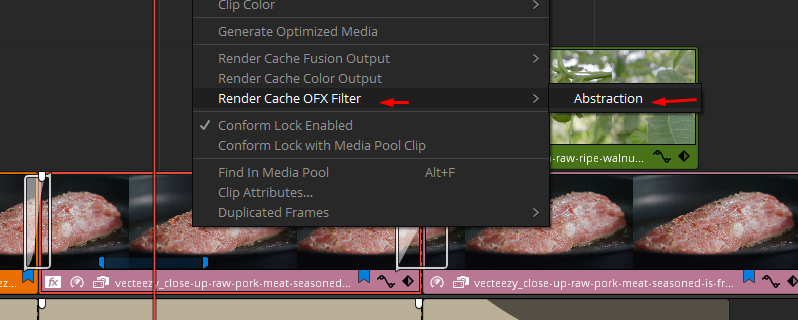 Clip Color
Generate Optimized Media
Render Cache Fusion Output
Render Cache Color Output
Render Cache OFX Filter
Abstraction
Conform Lock Enabled
Conform Lock with Media Pool Clip
-raw-ripe-walnu...
Find In Media Pool Alt+F
Clip Attributes...
Duplicated Frames
ez... fx vecteezy_close-up-raw-pork-meat-seasoned... vecteezy_close-up-raw-pork-meat-seasoned-is-fr...